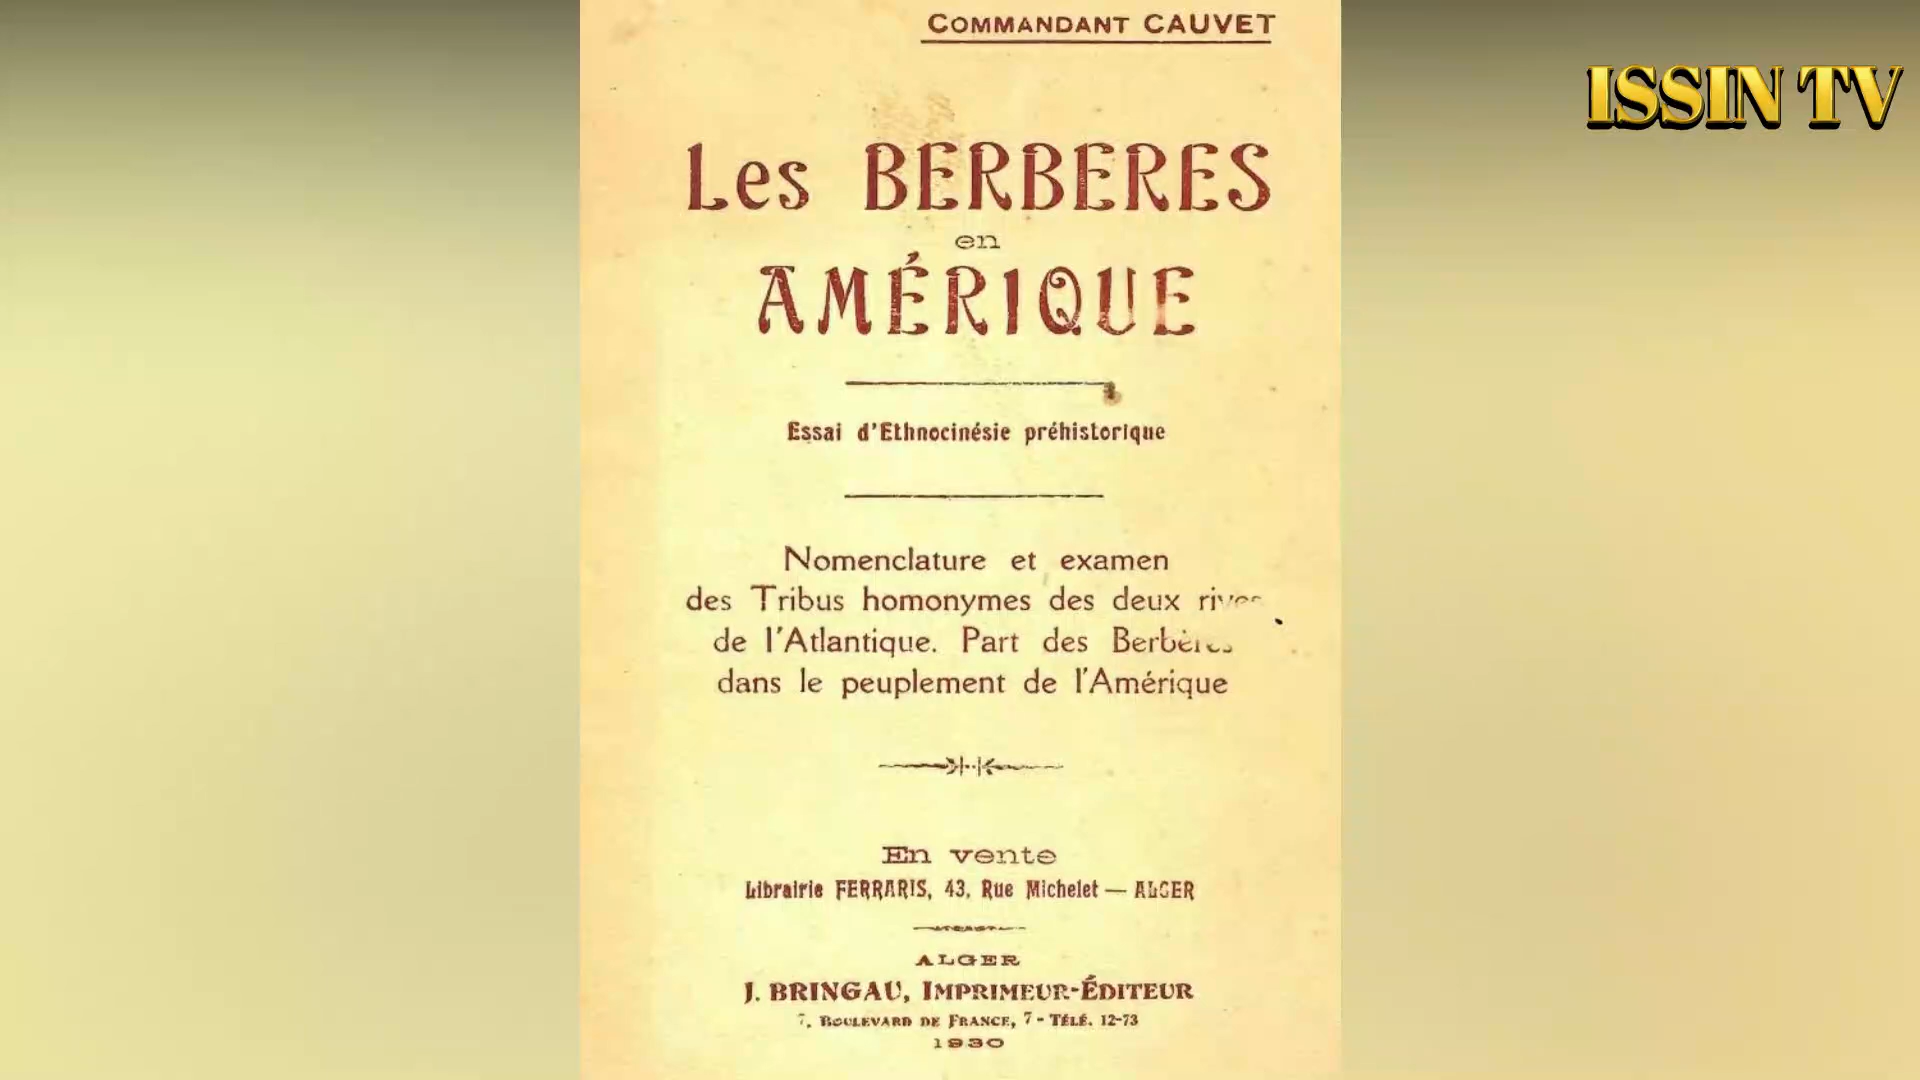 COMMANDANT CAUVET
ISSIN TV
Les BERBERES
en
AMÉRIQUE
Essai d'Ethnocinésie préhistorique
Nomenclature et examen
des Tribus homonymes des deux rives
de l'Atlantique. Part des Berbères
dans le peuplement de l'Amérique
En vente
Librairie FERRARIS, 43, Rue Michelet — ALGER
ALGER
J. BRINGAU, IMPRIMEUR-ÉDITEUR
7, BOULEVARD DE FRANCE, 7 - TÉLÉ. 12-73
1930